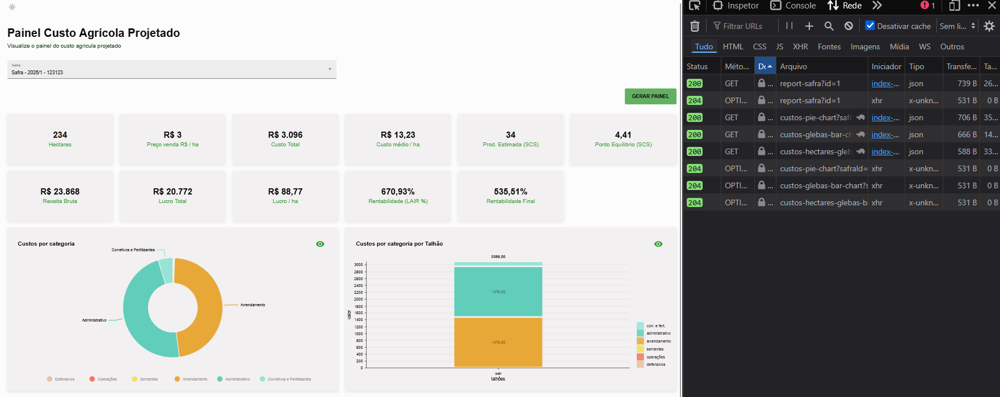 Painel Custo Agrícola Projetado
Visualize o painel do custo agricula projetado
Safra
Safra - 2026/1 - 123123
GERAR PAINEL
234
Hectares
R$ 3
Preço venda R$ / ha
R$ 3.096
Custo Total
R$ 13,23
Custo médio / ha
34
Prod. Estimada (SCS)
4,41
Ponto Equilibrio (SCS)
R$ 23.868
Receita Bruta
R$ 20.772
Lucro Total
R$ 88,77
Lucro / ha
670,93%
Rentabilidade (LAIR %)
535,51%
Rentabilidade Final
Custos por categoria
Corretivos e Fertilizantes
Arrendamento
Administrativo
Defensivos Operações Sementes Arrendamento Administrativo Corretivos e Fertilizantes
Custos por categoria por Talhão
3096.00
3000
2800
2600
2400
2200
2000
1800
1600
1400
1200
1000
800
600
400
200
0
valor
1476.00
1476.00
wer
talhões
corr. e fert.
administrativo
arrendamento
sementes
operações
defensivos
Inspetor Console Rede 1
Filtrar URLs Desativar cache Sem li...
Tudo HTML CSS JS XHR Fontes Imagens Mídia WS Outros
Status Méto... Do Arquivo Iniciador Tipo Transfe... Ta...
200 GET ... report-safra?id=1 index-... json 739 B 26...
204 OPTI... ... report-safra?id=1 xhr x-unkn... 531 B 0 B
200 GET ... custos-pie-chart?safr index-... json 706 B 35...
200 GET ... custos-glebas-bar-ch index-... json 666 B 14...
200 GET ... custos-hectares-gleb index-... json 588 B 33...
204 OPTI... ... custos-pie-chart?safraId= xhr x-unkn... 531 B 0 B
204 OPTI... ... custos-glebas-bar-chart?s xhr x-unkn... 531 B 0 B
204 OPTI... ... custos-hectares-glebas-b xhr x-unkn... 531 B 0 B